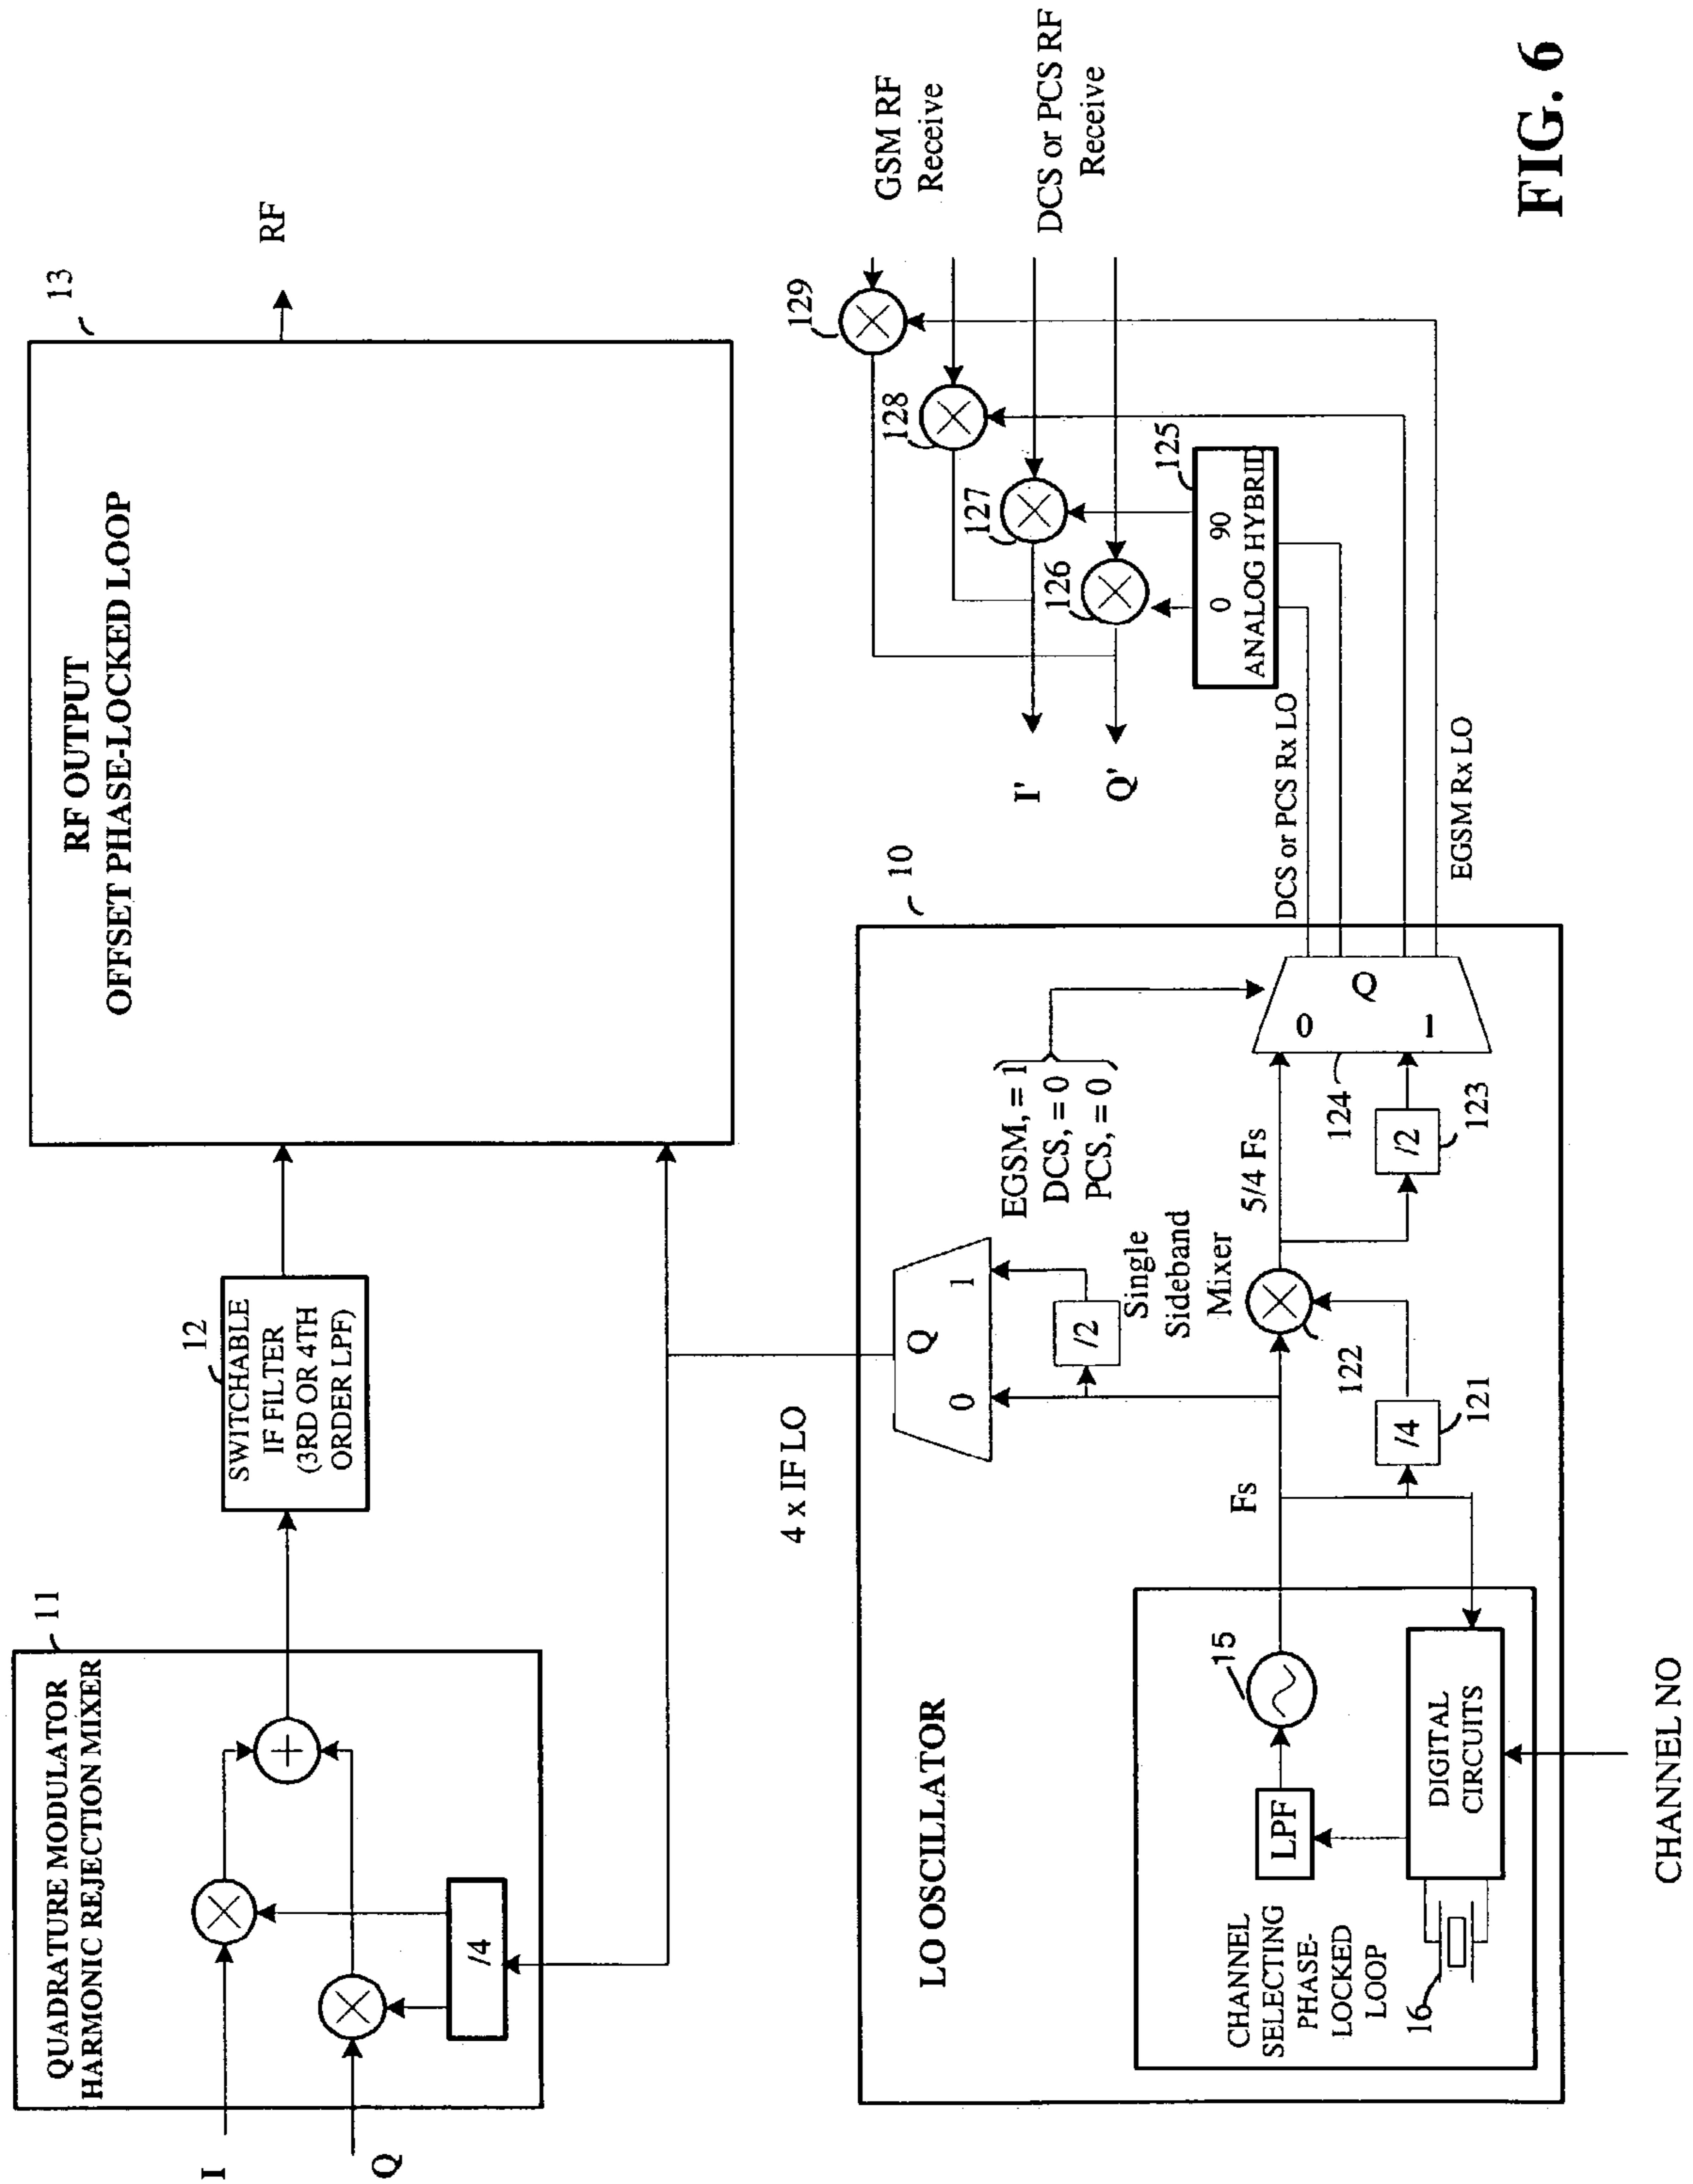 I
Q
QUADRATURE MODULATOR
HARMONIC REJECTION MIXER
11
/4
12
SWITCHABLE
IF FILTER
(3RD OR 4TH
ORDER LPF)
RF OUTPUT
OFFSET PHASE-LOCKED LOOP
13
RF
4 x IF LO
LO OSCILLATOR
10
CHANNEL
SELECTING
PHASE-
LOCKED
LOOP
16
LPF
15
DIGITAL
CIRCUITS
CHANNEL NO
Fs
/4
121
122
Single
Sideband
Mixer
Q
0
1
/2
EGSM, = 1
DCS, = 0
PCS, = 0
5/4 Fs
/2
123
124
0
Q
1
DCS or PCS Rx LO
EGSM Rx LO
I'
Q'
125
0 90
ANALOG HYBRID
126
127
128
129
GSM RF
Receive
DCS or PCS RF
Receive
FIG. 6